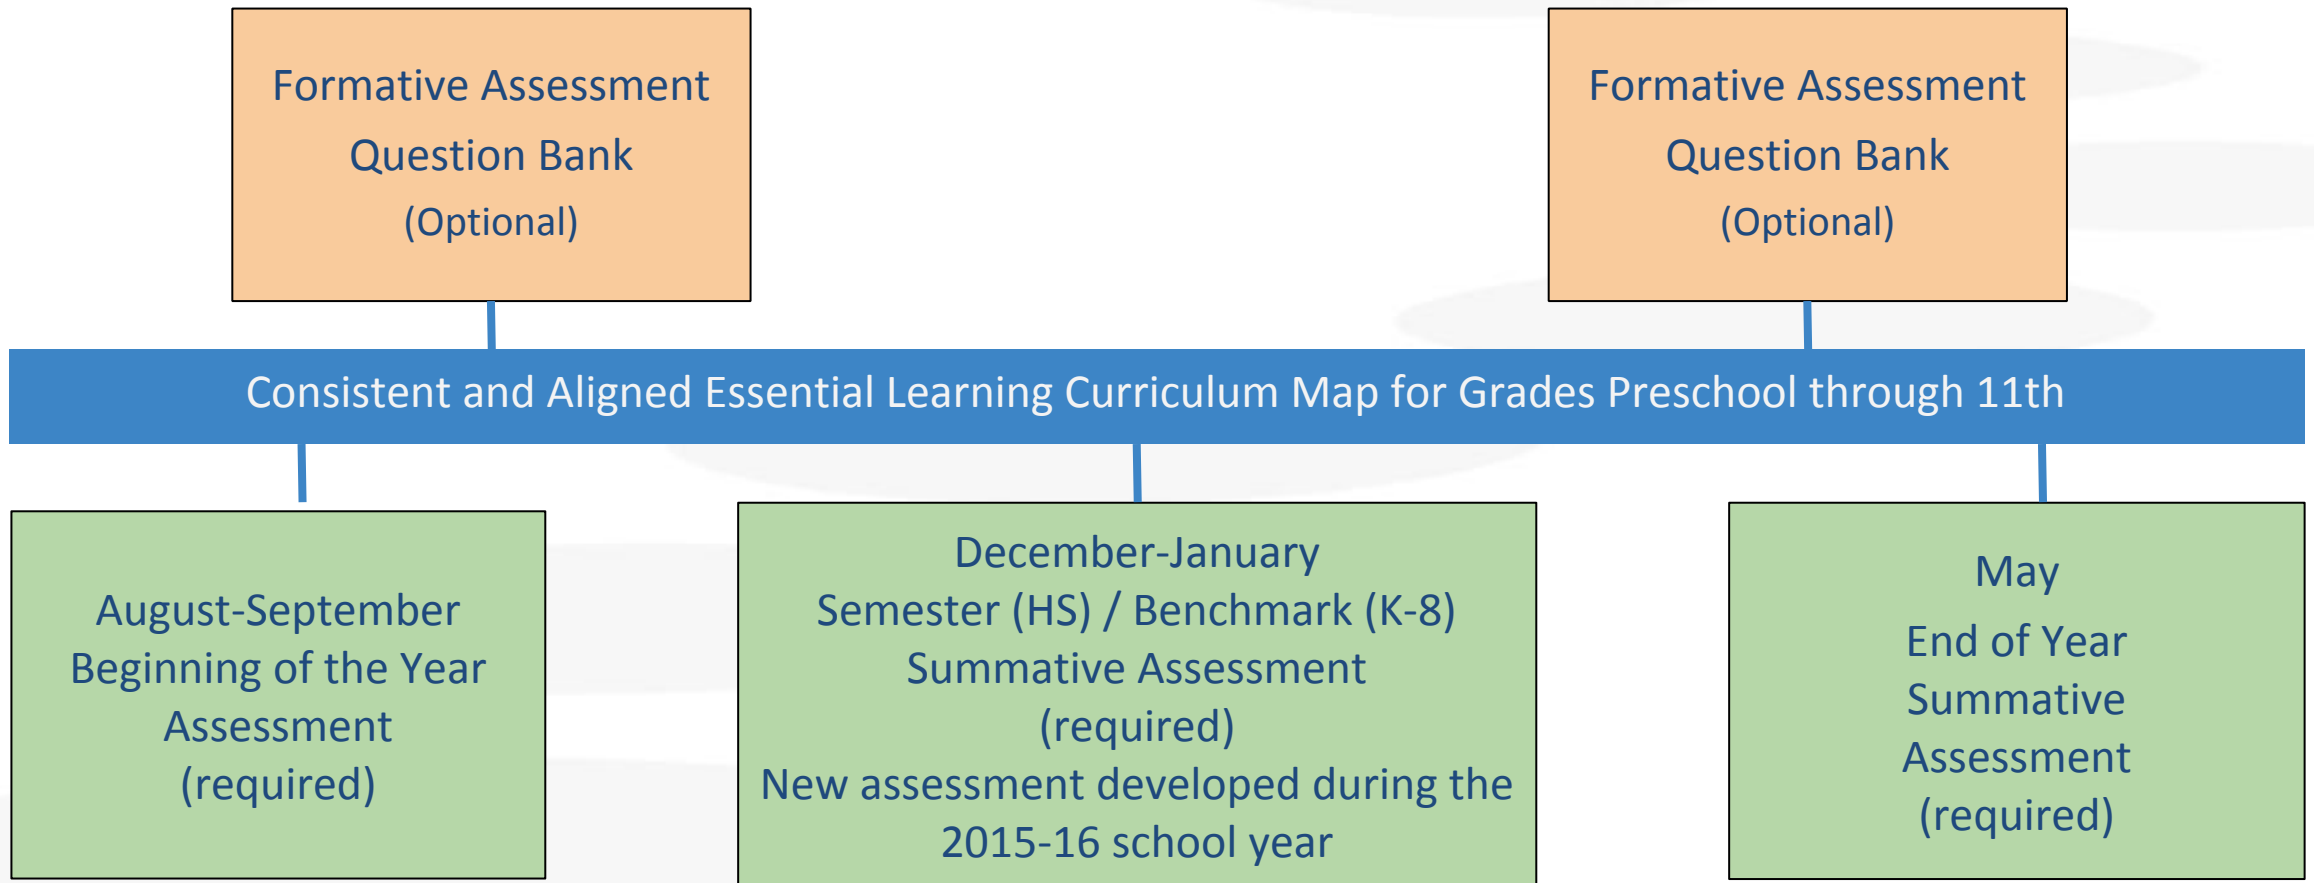 Formative Assessment
Question Bank
(Optional)
Formative Assessment
Question Bank
(Optional)
Consistent and Aligned Essential Learning Curriculum Map for Grades Preschool through 11th
August-September
Beginning of the Year
Assessment
(required)
December-January
Semester (HS) / Benchmark (K-8)
Summative Assessment
(required)
New assessment developed during the
2015-16 school year
May
End of Year
Summative
Assessment
(required)